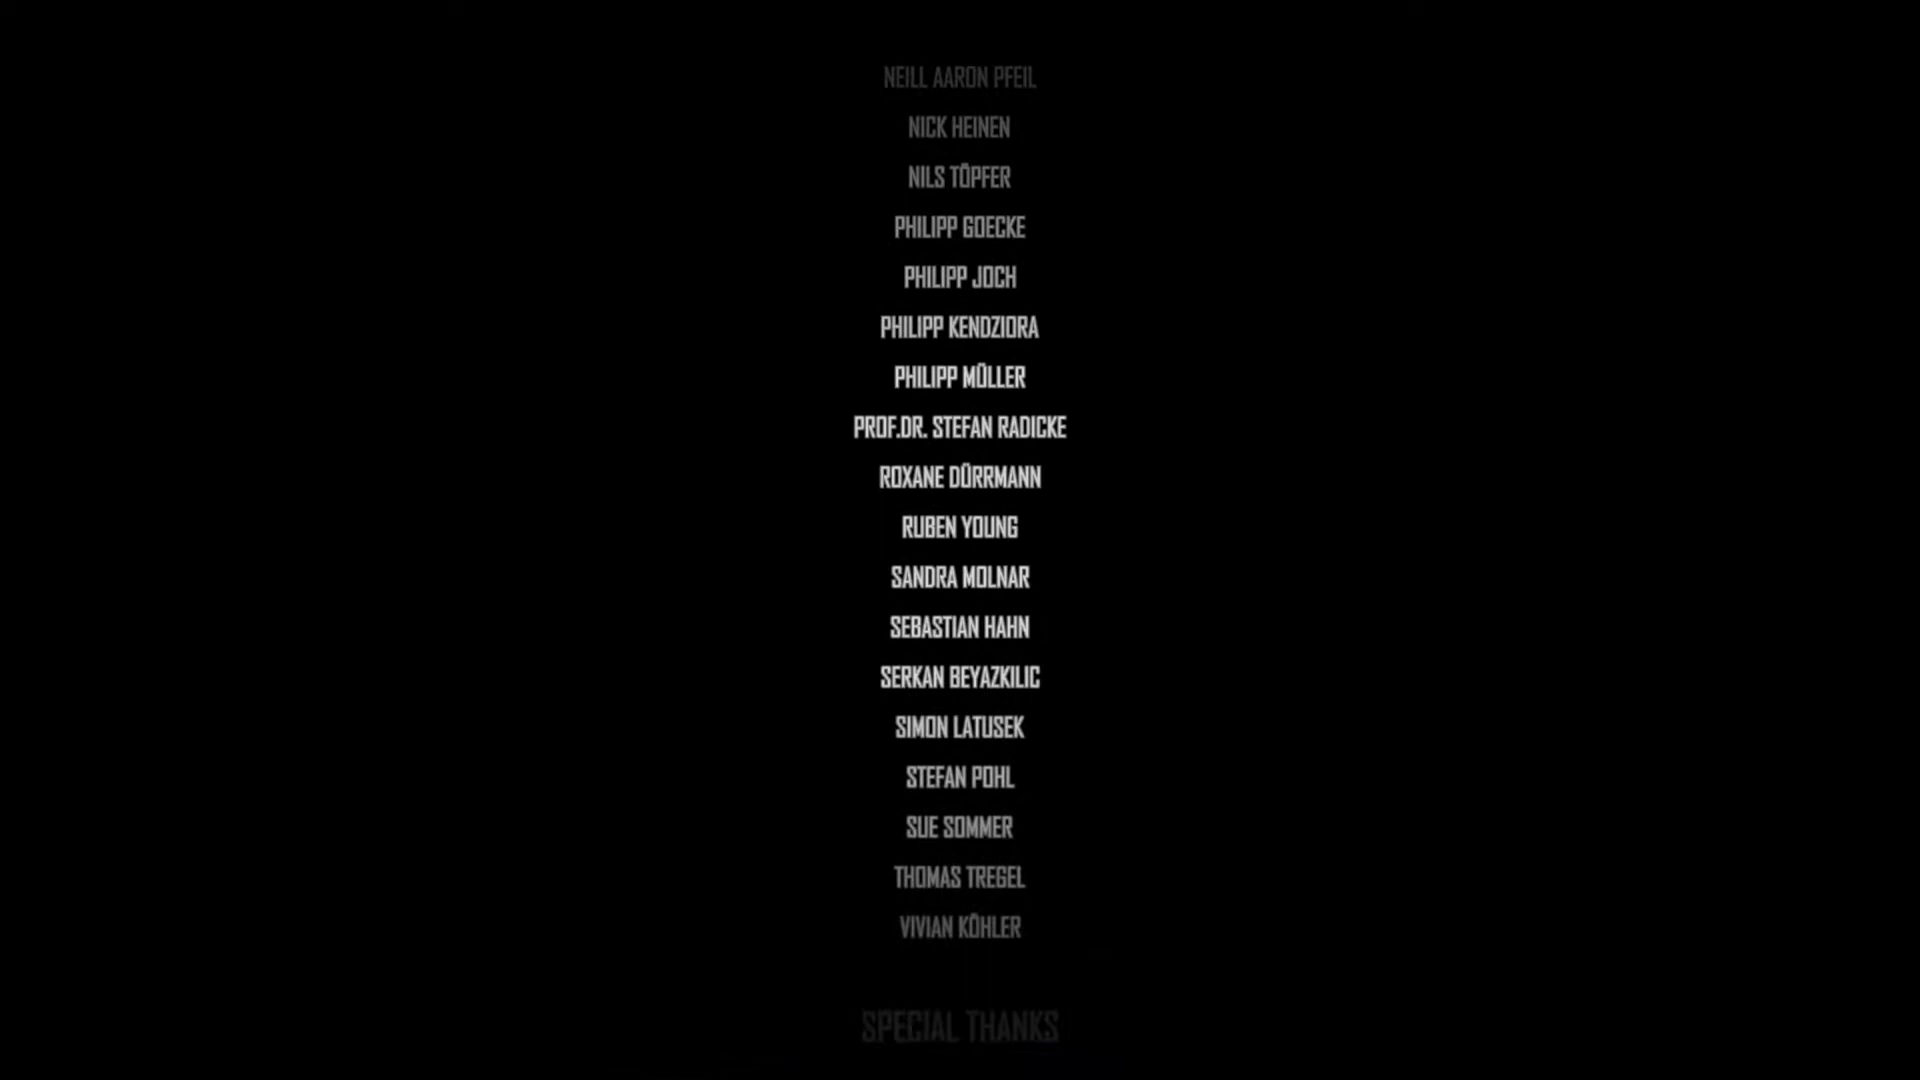 NEILL AARON PFEIL
NICK HEINEN
NILS TÖPFER
PHILIPP GOECKE
PHILIPP JOCH
PHILIPP KENDZIORA
PHILIPP MÜLLER
PROF.DR. STEFAN RADICKE
ROXANE DÜRRMANN
RUBEN YOUNG
SANDRA MOLNAR
SEBASTIAN HAHN
SERKAN BEYAZKILIC
SIMON LATUSEK
STEFAN POHL
SUE SOMMER
THOMAS TREGEL
VIVIAN KÖHLER
SPECIAL THANKS